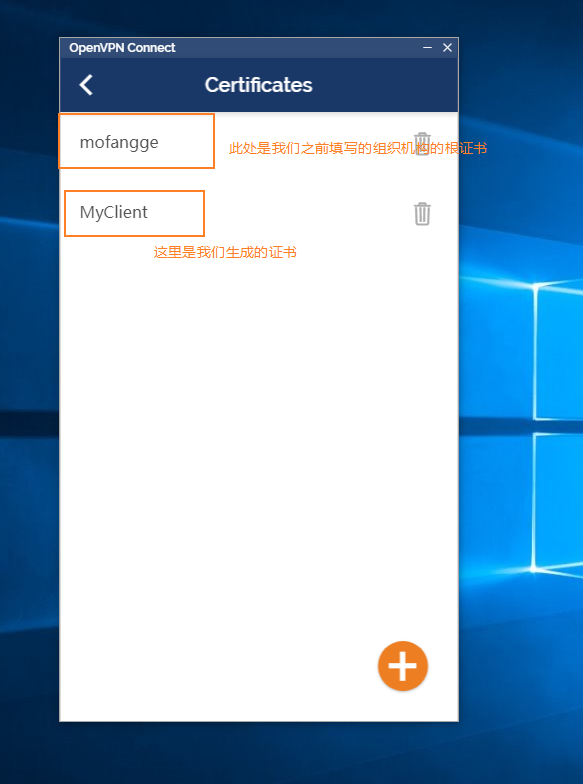 OpenVPN Connect
Certificates
mofangge
此处是我们之前填写的组织机构的根证书
MyClient
这里是我们生成的证书